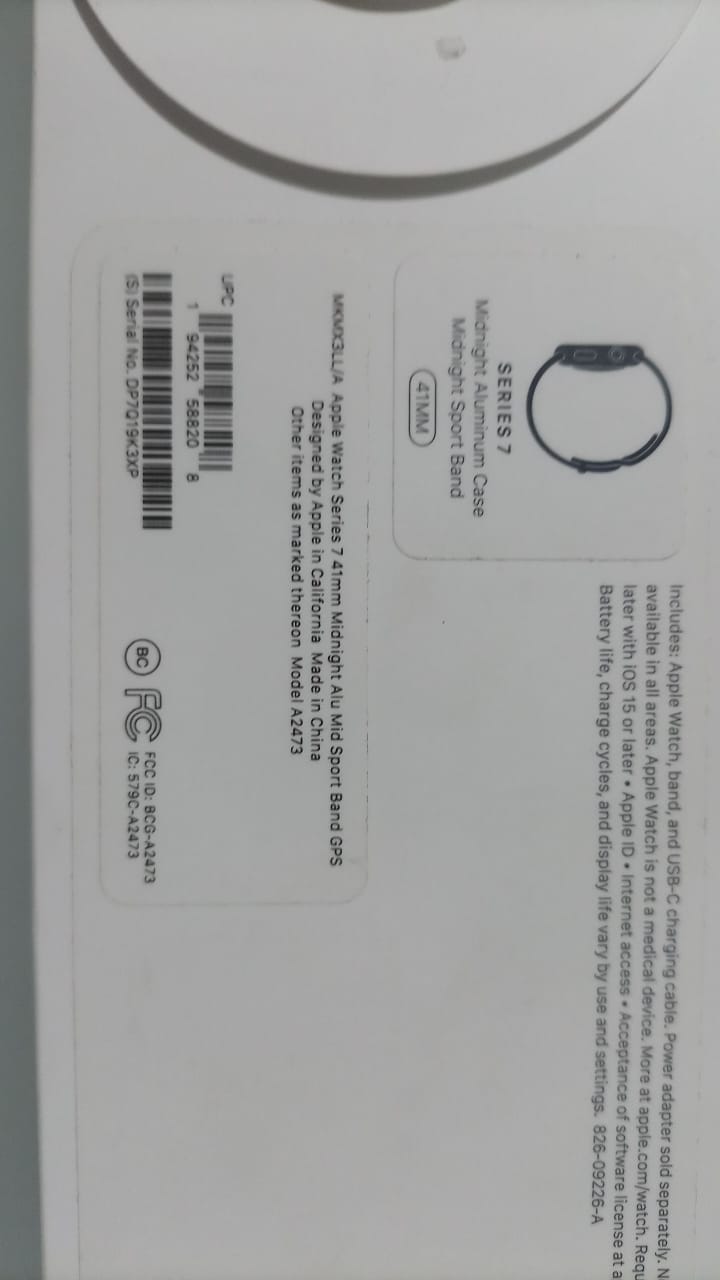 SERIES 7
Midnight Aluminum Case
Midnight Sport Band
41MM
Includes: Apple Watch, band, and USB-C charging cable. Power adapter sold separately. N
available in all areas. Apple Watch is not a medical device. More at apple.com/watch. Requ
later with iOS 15 or later • Apple ID • Internet access • Acceptance of software license at a
Battery life, charge cycles, and display life vary by use and settings. 826-09226-A
MKMX3LL/A Apple Watch Series 7 41mm Midnight Alu Mid Sport Band GPS
Designed by Apple in California Made in China
Other items as marked thereon Model A2473
UPC
1 94252 58820 8
(S) Serial No. DP7Q19K3XP
BC FC FCC ID: BCG-A2473
IC: 579C-A2473